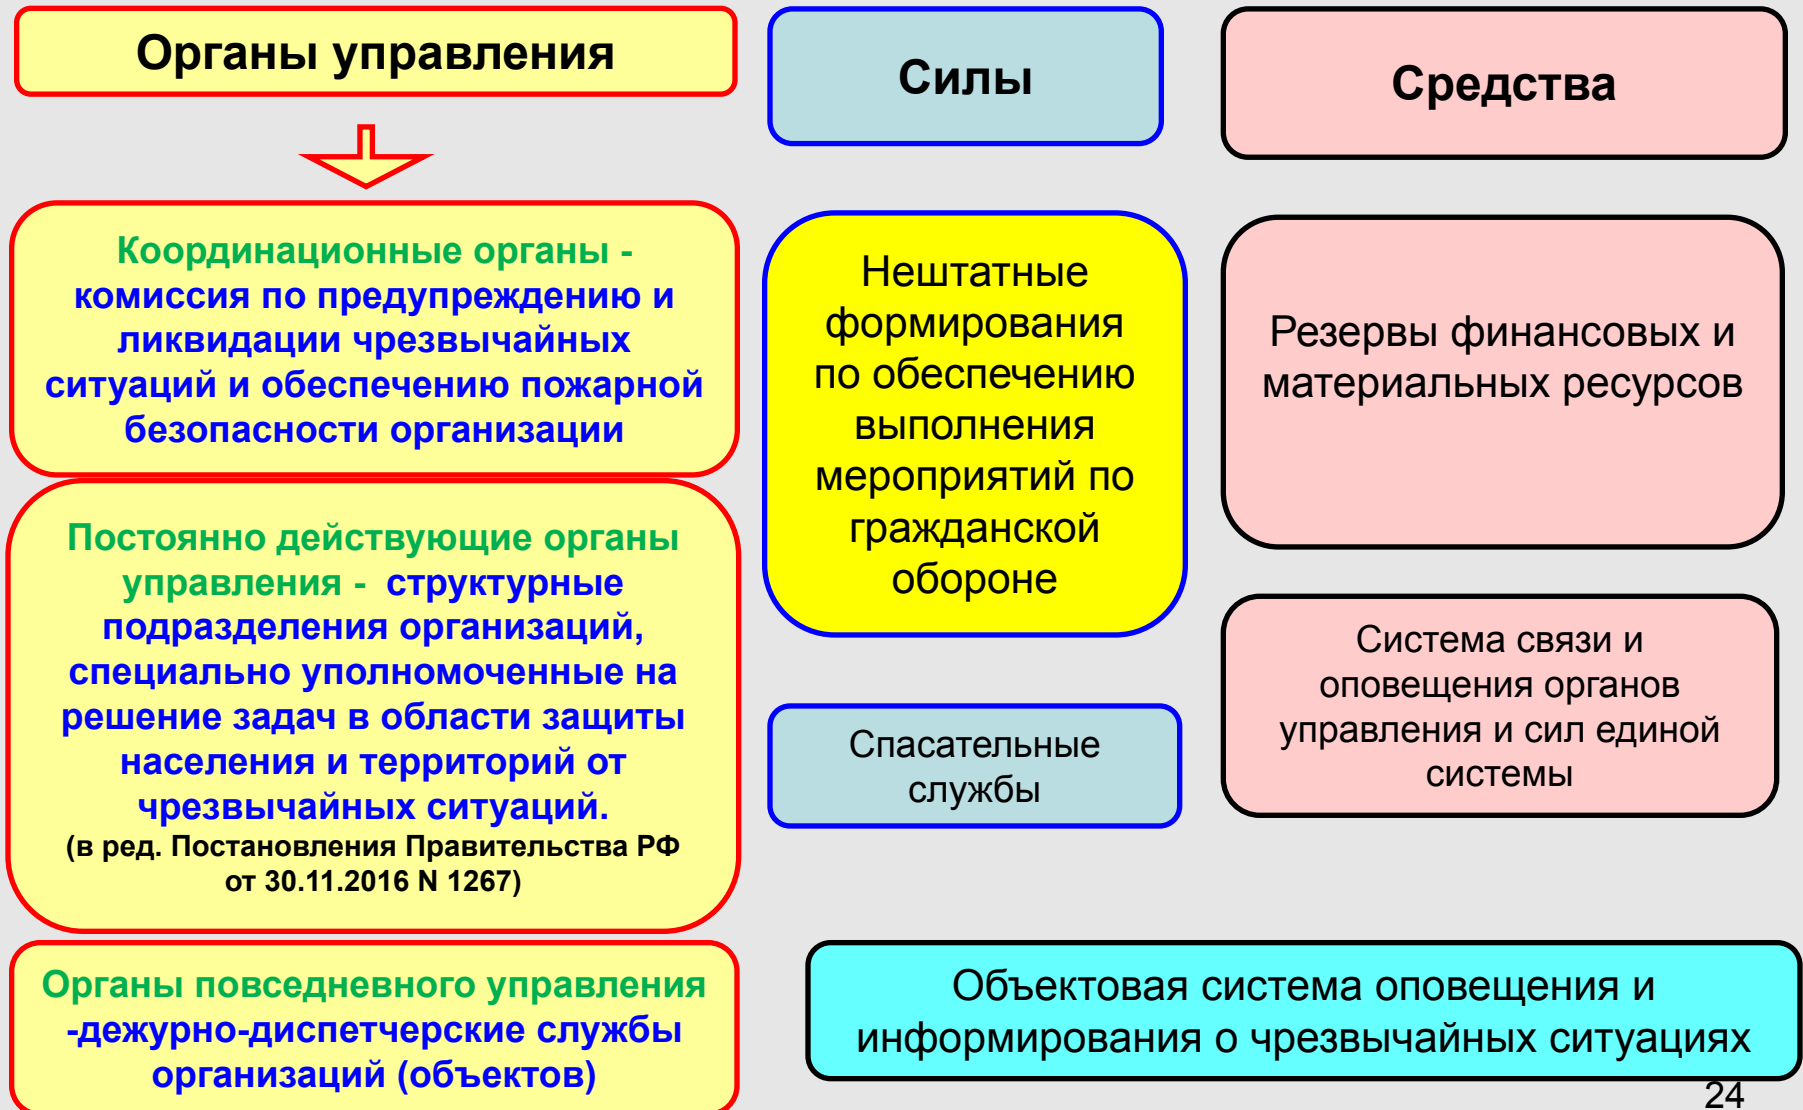 Органы управления
Силы
Средства
Координационные органы -
комиссия по предупреждению и
ликвидации чрезвычайных
ситуаций и обеспечению пожарной
безопасности организации
Постоянно действующие органы
управления - структурные
подразделения организаций,
специально уполномоченные на
решение задач в области защиты
населения и территорий от
чрезвычайных ситуаций.
(в ред. Постановления Правительства РФ
от 30.11.2016 N 1267)
Органы повседневного управления
-дежурно-диспетчерские службы
организаций (объектов)
Нештатные
формирования
по обеспечению
выполнения
мероприятий по
гражданской
обороне
Спасательные
службы
Резервы финансовых и
материальных ресурсов
Система связи и
оповещения органов
управления и сил единой
системы
Объектовая система оповещения и
информирования о чрезвычайных ситуациях
24